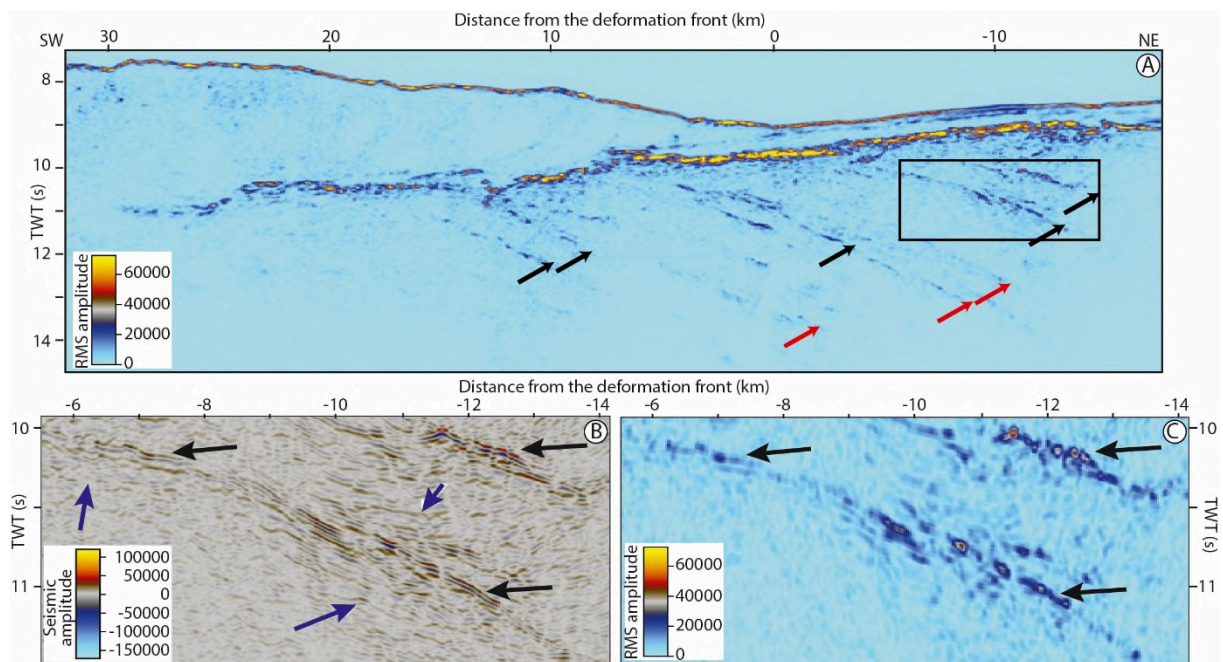 Distance from the deformation front (km)
SW 30 20 10 0 -10 NE
A
8
10
12
14
TWT (s)
RMS amplitude
60000
40000
20000
0
Distance from the deformation front (km)
-6 -8 -10 -12 -14
B
10
11
TWT (s)
Seismic
amplitude
100000
50000
0
-50000
-100000
-150000
-6 -8 -10 -12 -14
C
10
11
TWT (s)
RMS amplitude
60000
40000
20000
0